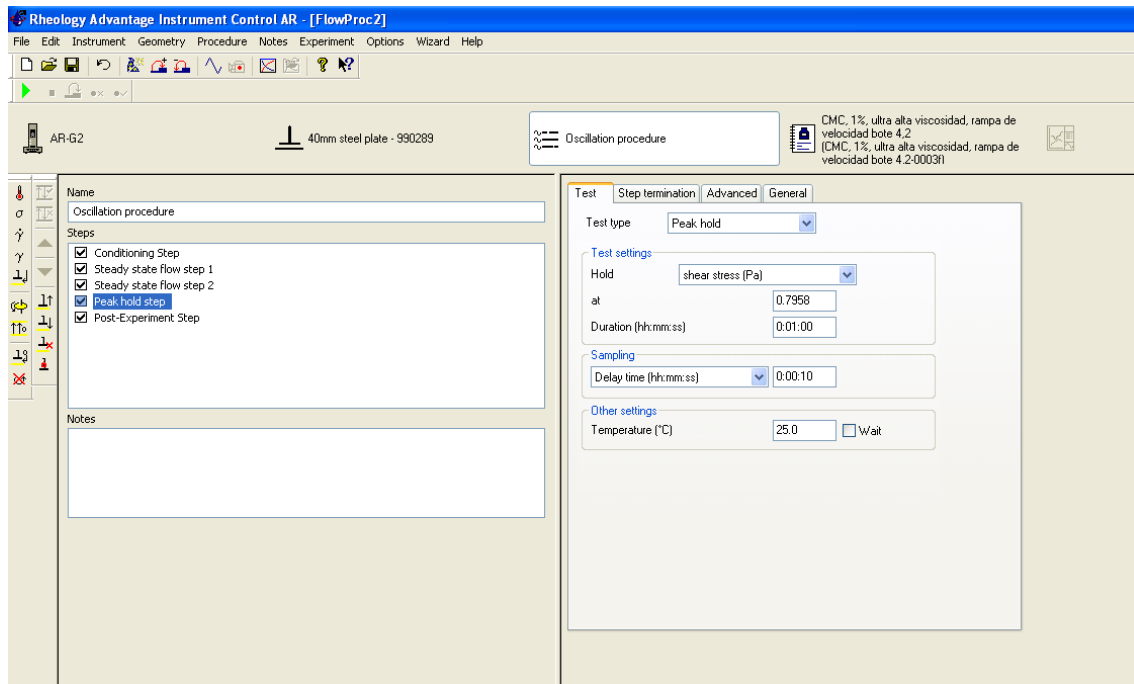 Rheology Advantage Instrument Control AR - [FlowProc2]
File Edit Instrument Geometry Procedure Notes Experiment Options Wizard Help
AR-G2
40mm steel plate - 990289
Oscillation procedure
CMC, 1%, ultra alta viscosidad, rampa de
velocidad bote 4,2
(CMC, 1%, ultra alta viscosidad, rampa de
velocidad bote 4.2-0003fl
Name
Oscillation procedure
Steps
Conditioning Step
Steady state flow step 1
Steady state flow step 2
Peak hold step
Post-Experiment Step
Notes
Test Step termination Advanced General
Test type Peak hold
Test settings
Hold shear stress (Pa)
at 0.7958
Duration (hh:mm:ss) 0:01:00
Sampling
Delay time (hh:mm:ss) 0:00:10
Other settings
Temperature (°C) 25.0 Wait